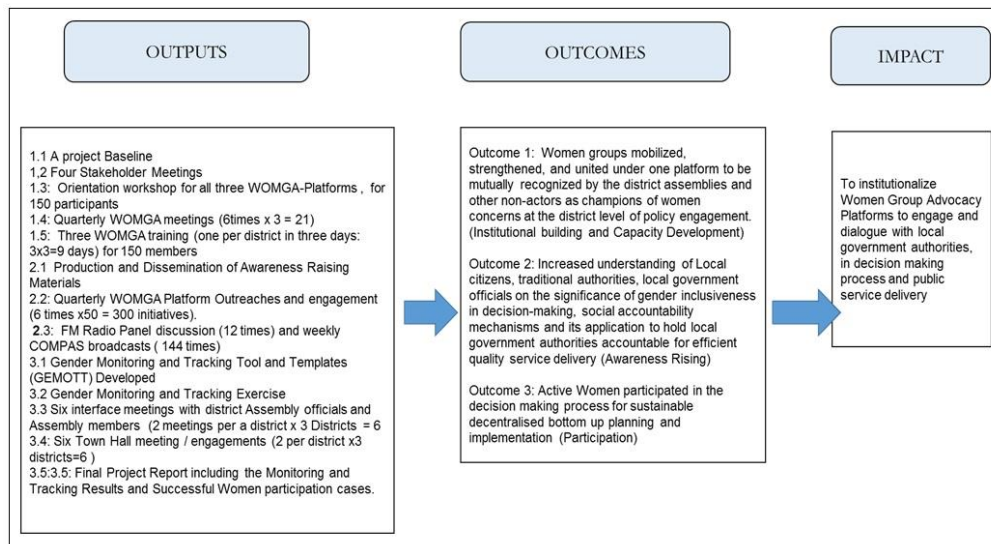 OUTPUTS
OUTCOMES
IMPACT
1.1 A project Baseline
1,2 Four Stakeholder Meetings
1.3: Orientation workshop for all three WOMGA-Platforms , for
150 participants
1.4: Quarterly WOMGA meetings (6times x 3 = 21)
1.5: Three WOMGA training (one per district in three days:
3x3=9 days) for 150 members
2.1 Production and Dissemination of Awareness Raising
Materials
2.2: Quarterly WOMGA Platform Outreaches and engagement
(6 times x50 = 300 initiatives).
2.3: FM Radio Panel discussion (12 times) and weekly
COMPAS broadcasts ( 144 times)
3.1 Gender Monitoring and Tracking Tool and Templates
(GEMOTT) Developed
3.2 Gender Monitoring and Tracking Exercise
3.3 Six interface meetings with district Assembly officials and
Assembly members (2 meetings per a district x 3 Districts = 6
3.4: Six Town Hall meeting / engagements (2 per district x3
districts=6 )
3.5:3.5: Final Project Report including the Monitoring and
Tracking Results and Successful Women participation cases.
Outcome 1: Women groups mobilized,
strengthened, and united under one platform to be
mutually recognized by the district assemblies and
other non-actors as champions of women
concerns at the district level of policy engagement.
(Institutional building and Capacity Development)
Outcome 2: Increased understanding of Local
citizens, traditional authorities, local government
officials on the significance of gender inclusiveness
in decision-making, social accountability
mechanisms and its application to hold local
government authorities accountable for efficient
quality service delivery (Awareness Rising)
Outcome 3: Active Women participated in the
decision making process for sustainable
decentralised bottom up planning and
implementation (Participation)
To institutionalize
Women Group Advocacy
Platforms to engage and
dialogue with local
government authorities,
in decision making
process and public
service delivery